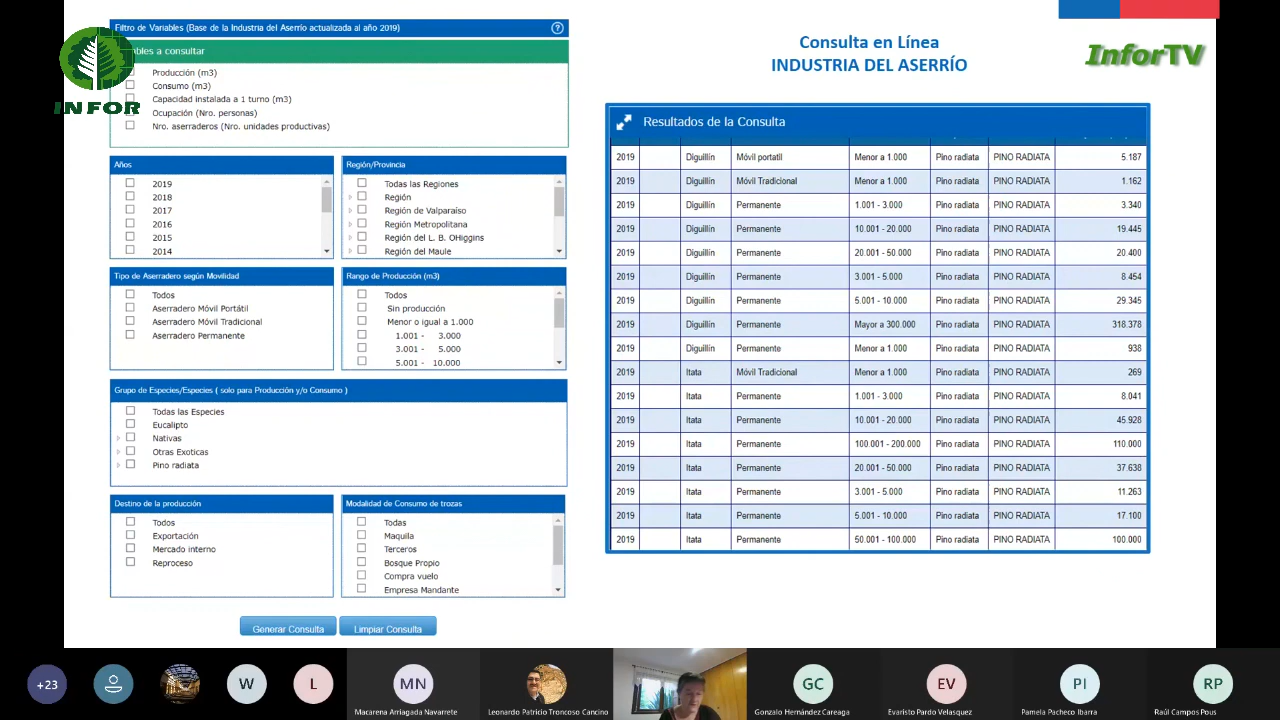 Filtro de Variables (Base de la Industria del Aserrío actualizada al año 2019)
?
bles a consultar
INFOR
Producción (m3)
Consumo (m3)
Capacidad instalada a 1 turno (m3)
Ocupación (Nro. personas)
Nro. aserraderos (Nro. unidades productivas)
Años
2019
2018
2017
2016
2015
2014
Región/Provincia
Todas las Regiones
Región
Región de Valparaíso
Región Metropolitana
Región del L. B. OHiggins
Región del Maule
Tipo de Aserradero según Movilidad
Todos
Aserradero Móvil Portátil
Aserradero Móvil Tradicional
Aserradero Permanente
Rango de Producción (m3)
Todos
Sin producción
Menor o igual a 1.000
1.001 - 3.000
3.001 - 5.000
5.001 - 10.000
Grupo de Especies/Especies ( solo para Producción y/o Consumo )
Todas las Especies
Eucalipto
Nativas
Otras Exoticas
Pino radiata
Destino de la producción
Todos
Exportación
Mercado interno
Reproceso
Modalidad de Consumo de trozas
Todas
Maquila
Terceros
Bosque Propio
Compra vuelo
Empresa Mandante
Generar Consulta
Limpiar Consulta
Consulta en Línea
INDUSTRIA DEL ASERRÍO
InforTV
Resultados de la Consulta
2019 Diguillín Móvil portatil Menor a 1.000 Pino radiata PINO RADIATA 5.187
2019 Diguillín Móvil Tradicional Menor a 1.000 Pino radiata PINO RADIATA 1.162
2019 Diguillín Permanente 1.001 - 3.000 Pino radiata PINO RADIATA 3.340
2019 Diguillín Permanente 10.001 - 20.000 Pino radiata PINO RADIATA 19.445
2019 Diguillín Permanente 20.001 - 50.000 Pino radiata PINO RADIATA 20.400
2019 Diguillín Permanente 3.001 - 5.000 Pino radiata PINO RADIATA 8.454
2019 Diguillín Permanente 5.001 - 10.000 Pino radiata PINO RADIATA 29.345
2019 Diguillín Permanente Mayor a 300.000 Pino radiata PINO RADIATA 318.378
2019 Diguillín Permanente Menor a 1.000 Pino radiata PINO RADIATA 938
2019 Itata Móvil Tradicional Menor a 1.000 Pino radiata PINO RADIATA 269
2019 Itata Permanente 1.001 - 3.000 Pino radiata PINO RADIATA 8.041
2019 Itata Permanente 10.001 - 20.000 Pino radiata PINO RADIATA 45.928
2019 Itata Permanente 100.001 - 200.000 Pino radiata PINO RADIATA 110.000
2019 Itata Permanente 20.001 - 50.000 Pino radiata PINO RADIATA 37.638
2019 Itata Permanente 3.001 - 5.000 Pino radiata PINO RADIATA 11.263
2019 Itata Permanente 5.001 - 10.000 Pino radiata PINO RADIATA 17.100
2019 Itata Permanente 50.001 - 100.000 Pino radiata PINO RADIATA 100.000
+23
W
L
MN
GC
EV
PI
RP
Macarena Arriagada Navarrete
Leonardo Patricio Troncoso Cancino
Gonzalo Hernández Careaga
Evaristo Pardo Velasquez
Pamela Pacheco Ibarra
Raúl Campos Pous